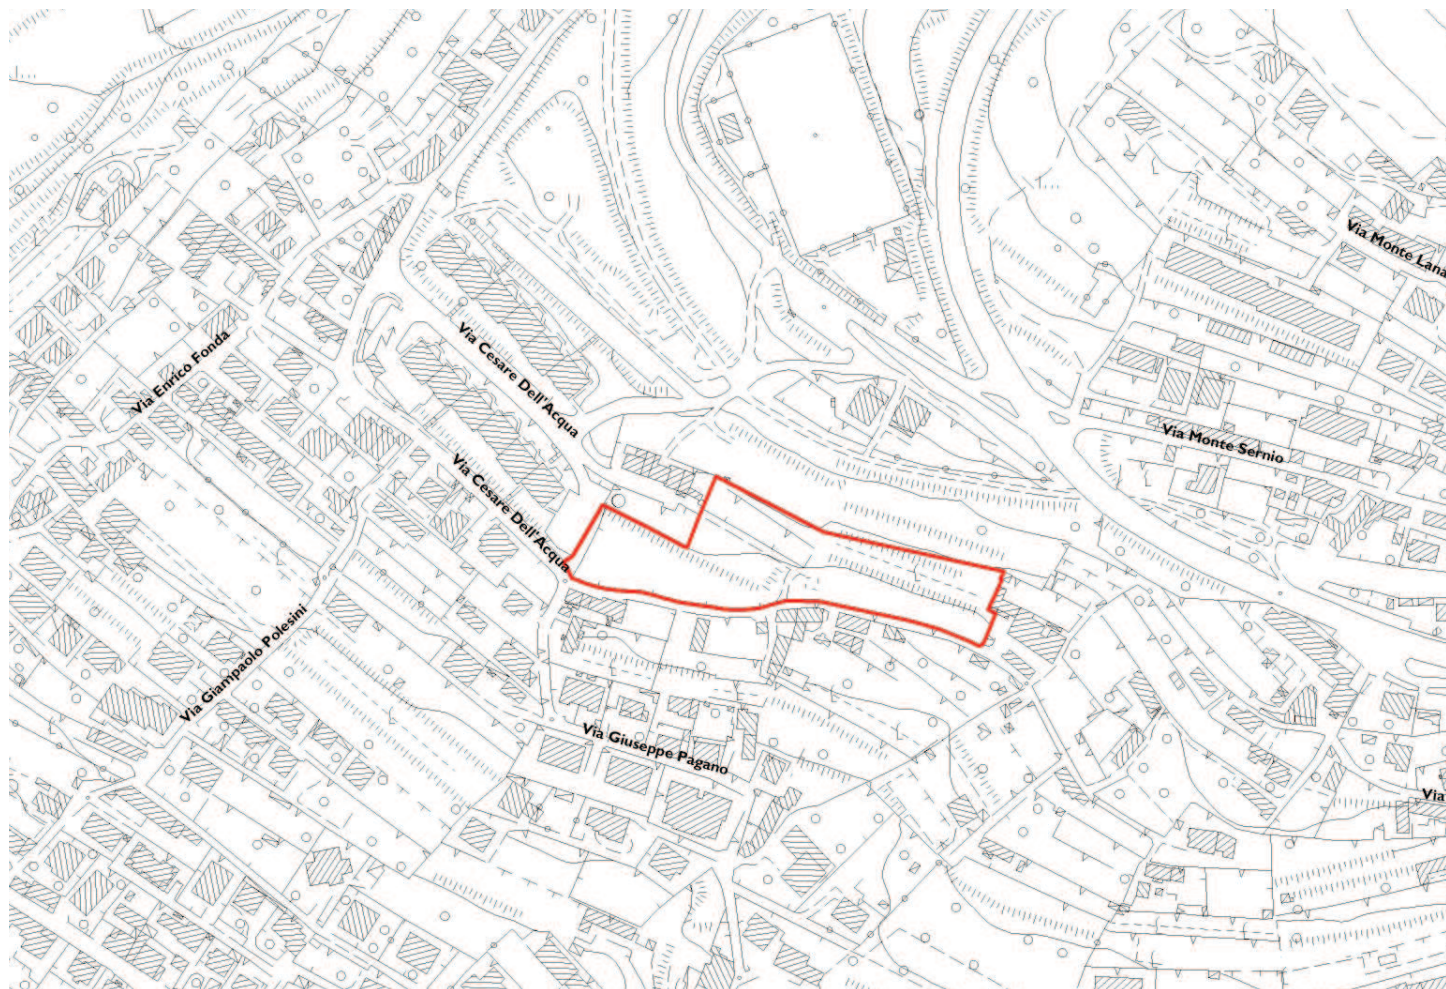 Via Monte Lana
Via Enrico Fonda
Via Cesare Dell'Acqua
Via Monte Sernio
Via Cesare Dell'Acqua
Via Giampaolo Polesini
Via Giuseppe Pagano
Via